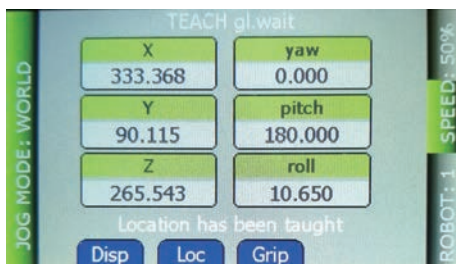 TEACH gl.wait
X
333.368
yaw
0.000
Y
90.115
pitch
180.000
Z
265.543
roll
10.650
Location has been taught
Disp Loc Grip
JOG MODE: WORLD
SPEED: 50%
ROBOT: 1